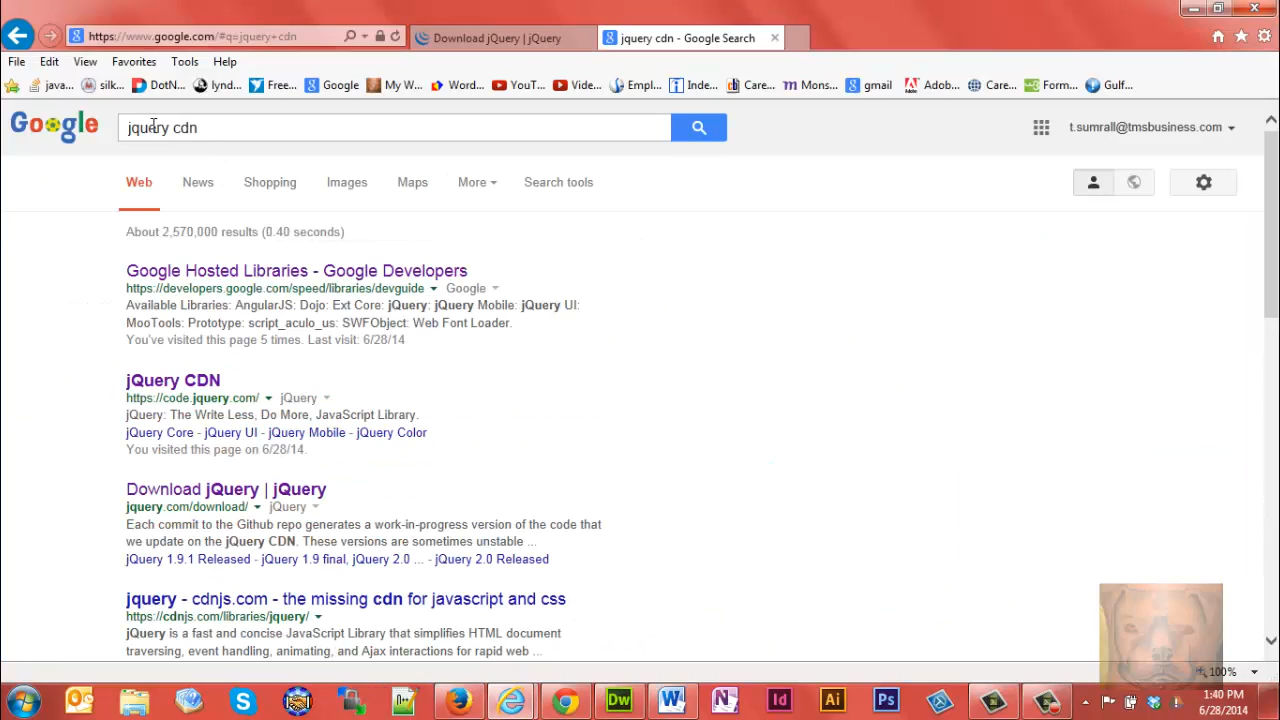 https://www.google.com/#q=jquery+cdn
Download jQuery | jQuery
jquery cdn - Google Search
File Edit View Favorites Tools Help
java... silk... DotN... lynd... Free... Google My W... Word... YouT... Vide... Empl... Inde... Care... Mons... gmail Adob... Care... Form... Gulf...
Google
jquery cdn
t.sumrall@tmsbusiness.com
Web News Shopping Images Maps More Search tools
About 2,570,000 results (0.40 seconds)
Google Hosted Libraries - Google Developers
https://developers.google.com/speed/libraries/devguide Google
Available Libraries: AngularJS: Dojo: Ext Core: jQuery: jQuery Mobile: jQuery UI:
MooTools: Prototype: script_aculo_us: SWFObject: Web Font Loader.
You've visited this page 5 times. Last visit: 6/28/14
jQuery CDN
https://code.jquery.com/ jQuery
jQuery: The Write Less, Do More, JavaScript Library.
jQuery Core - jQuery UI - jQuery Mobile - jQuery Color
You visited this page on 6/28/14.
Download jQuery | jQuery
jquery.com/download/ jQuery
Each commit to the Github repo generates a work-in-progress version of the code that
we update on the jQuery CDN. These versions are sometimes unstable ...
jQuery 1.9.1 Released - jQuery 1.9 final, jQuery 2.0 ... - jQuery 2.0 Released
jquery - cdnjs.com - the missing cdn for javascript and css
https://cdnjs.com/libraries/jquery/
jQuery is a fast and concise JavaScript Library that simplifies HTML document
traversing, event handling, animating, and Ajax interactions for rapid web ...
100%
Dw W N Id Ai Ps
1:40 PM
6/28/2014